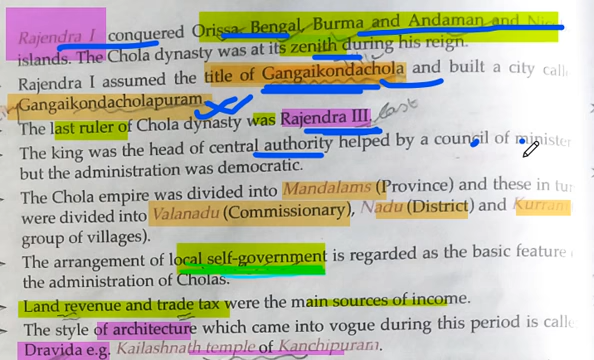 Rajendra I conquered Orissa, Bengal, Burma and Andaman and
islands. The Chola dynasty was at its zenith during his reign.
Rajendra I assumed the title of Gangaikondachola and built a city
Gangaikondacholapuram.
The last ruler of Chola dynasty was Rajendra III. last
The king was the head of central authority helped by a council of
but the administration was democratic.
The Chola empire was divided into Mandalams (Province) and these in
were divided into Valanadu (Commissionary), Nadu (District) and
group of villages).
The arrangement of local self-government is regarded as the basic feature
the administration of Cholas.
Land revenue and trade tax were the main sources of income.
The style of architecture which came into vogue during this period is
Dravida e.g. Kailashnath temple of Kanchipuram.